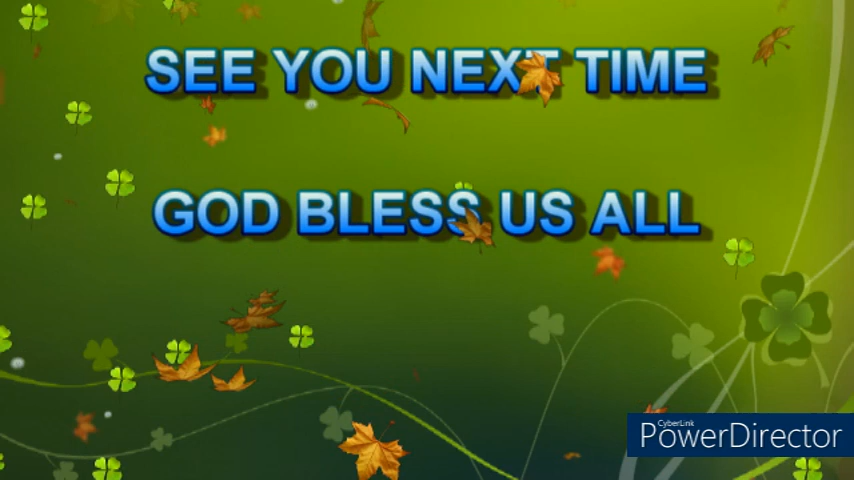 SEE YOU NEXT TIME
GOD BLESS US ALL
CyberLink
PowerDirector